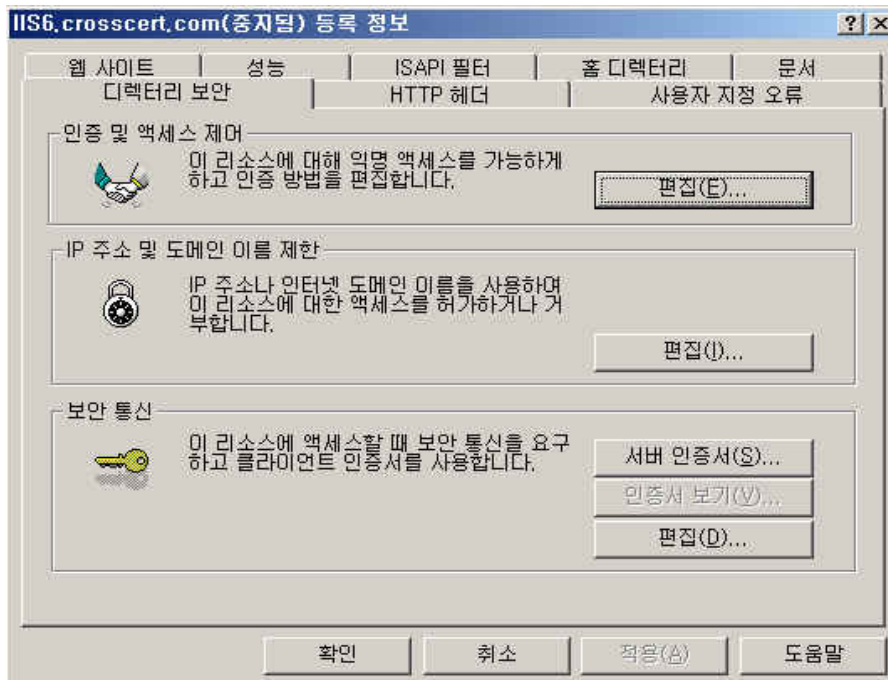 IIS6.crosscert.com(중지됨) 등록 정보
웹 사이트 성능 ISAPI 필터 홈 디렉터리 문서
디렉터리 보안 HTTP 헤더 사용자 지정 오류
인증 및 액세스 제어
이 리소스에 대해 익명 액세스를 가능하게
하고 인증 방법을 편집합니다.
편집(E)...
IP 주소 및 도메인 이름 제한
IP 주소나 인터넷 도메인 이름을 사용하여
이 리소스에 대한 액세스를 허가하거나 거
부합니다.
편집(I)...
보안 통신
이 리소스에 액세스할 때 보안 통신을 요구
하고 클라이언트 인증서를 사용합니다.
서버 인증서(S)...
인증서 보기(V)...
편집(D)...
확인 취소 적용(A) 도움말